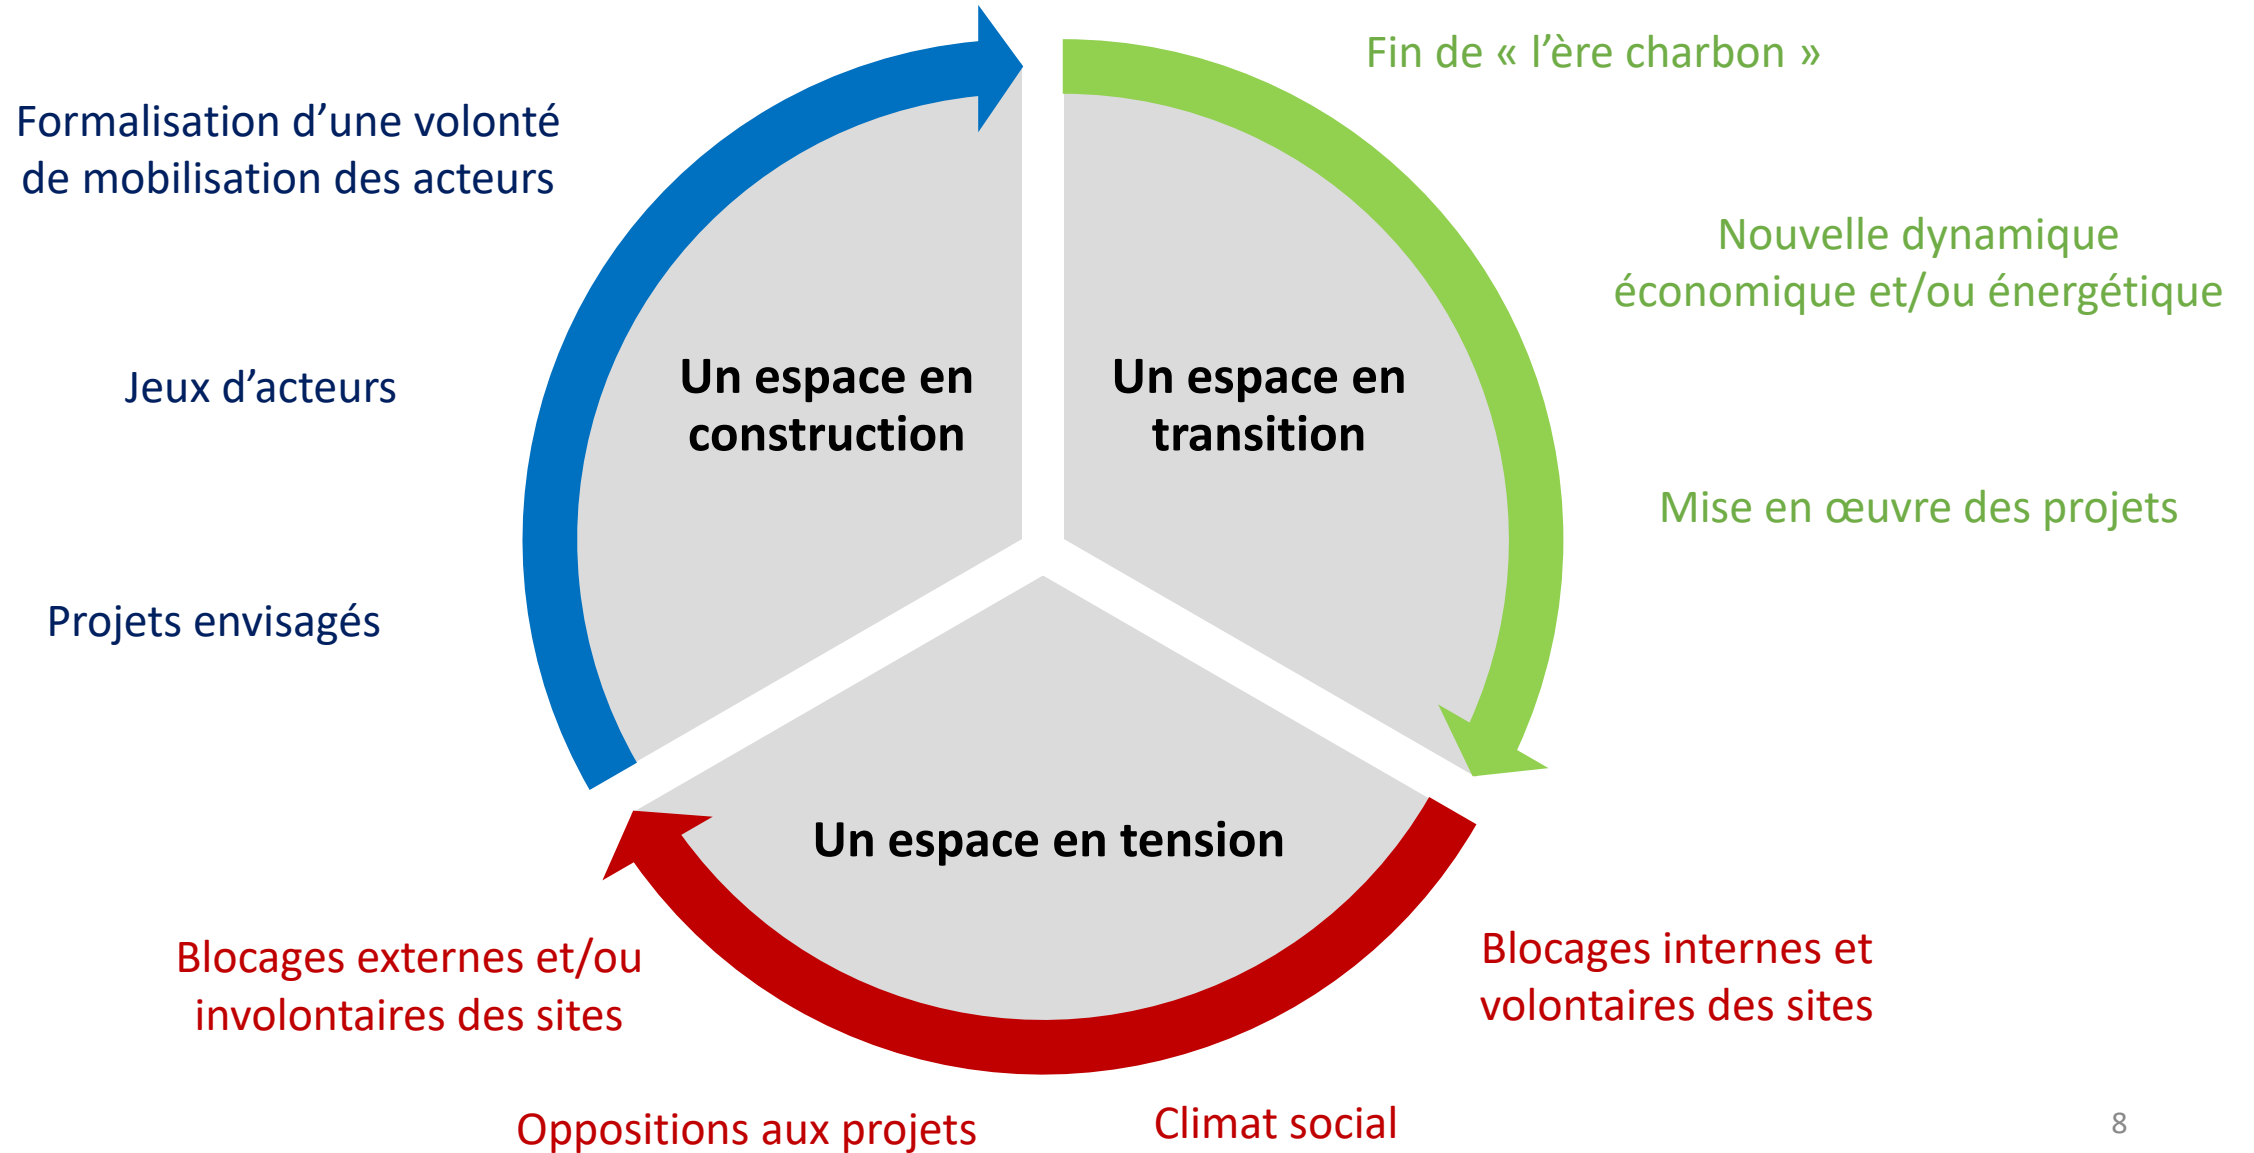 Fin de « l’ère charbon »
Formalisation d’une volonté
de mobilisation des acteurs
Nouvelle dynamique
économique et/ou énergétique
Jeux d’acteurs
Un espace en
construction
Un espace en
transition
Mise en œuvre des projets
Projets envisagés
Un espace en tension
Blocages externes et/ou
involontaires des sites
Blocages internes et
volontaires des sites
Oppositions aux projets
Climat social
8